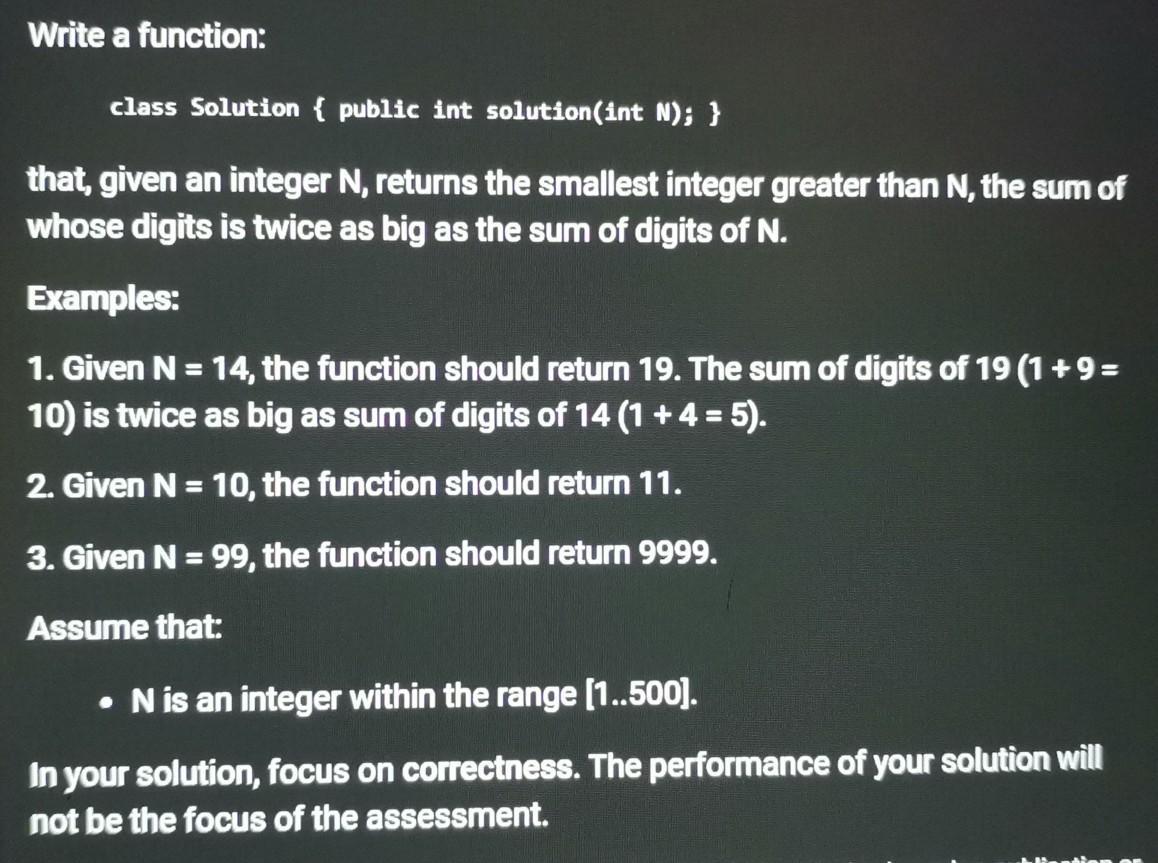 Write a function:
class Solution { public int solution(int N); }
that, given an integer N, returns the smallest integer greater than N, the sum of
whose digits is twice as big as the sum of digits of N.
Examples:
1. Given N = 14, the function should return 19. The sum of digits of 19 (1 + 9 =
10) is twice as big as sum of digits of 14 (1 + 4 = 5).
2. Given N = 10, the function should return 11.
3. Given N = 99, the function should return 9999.
Assume that:
• N is an integer within the range [1..500].
In your solution, focus on correctness. The performance of your solution will
not be the focus of the assessment.